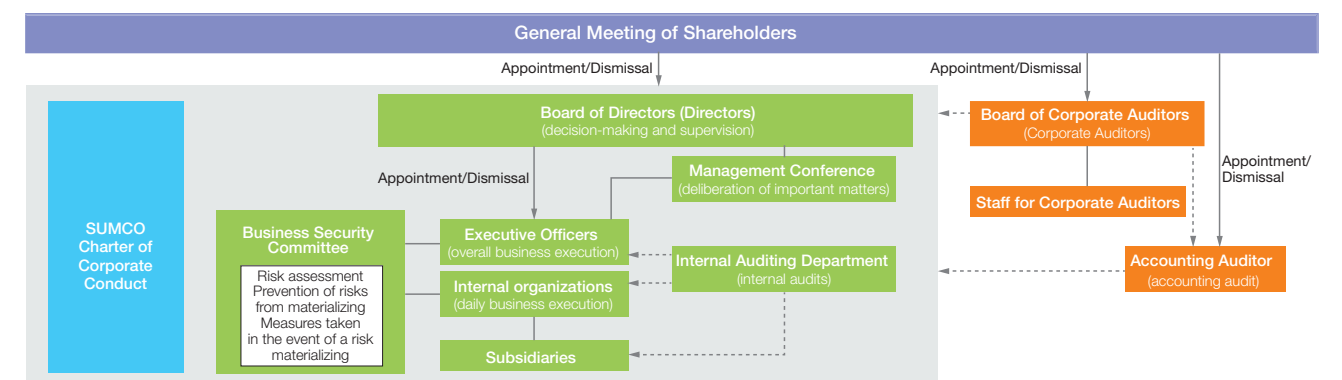 General Meeting of Shareholders
Appointment/Dismissal
Appointment/Dismissal
Appointment/
Dismissal
SUMCO
Charter of
Corporate
Conduct
Board of Directors (Directors)
(decision-making and supervision)
Board of Corporate Auditors
(Corporate Auditors)
Appointment/Dismissal
Management Conference
(deliberation of important matters)
Staff for Corporate Auditors
Business Security
Committee
Risk assessment
Prevention of risks
from materializing
Measures taken
in the event of a risk
materializing
Executive Officers
(overall business execution)
Internal Auditing Department
(internal audits)
Accounting Auditor
(accounting audit)
Internal organizations
(daily business execution)
Subsidiaries